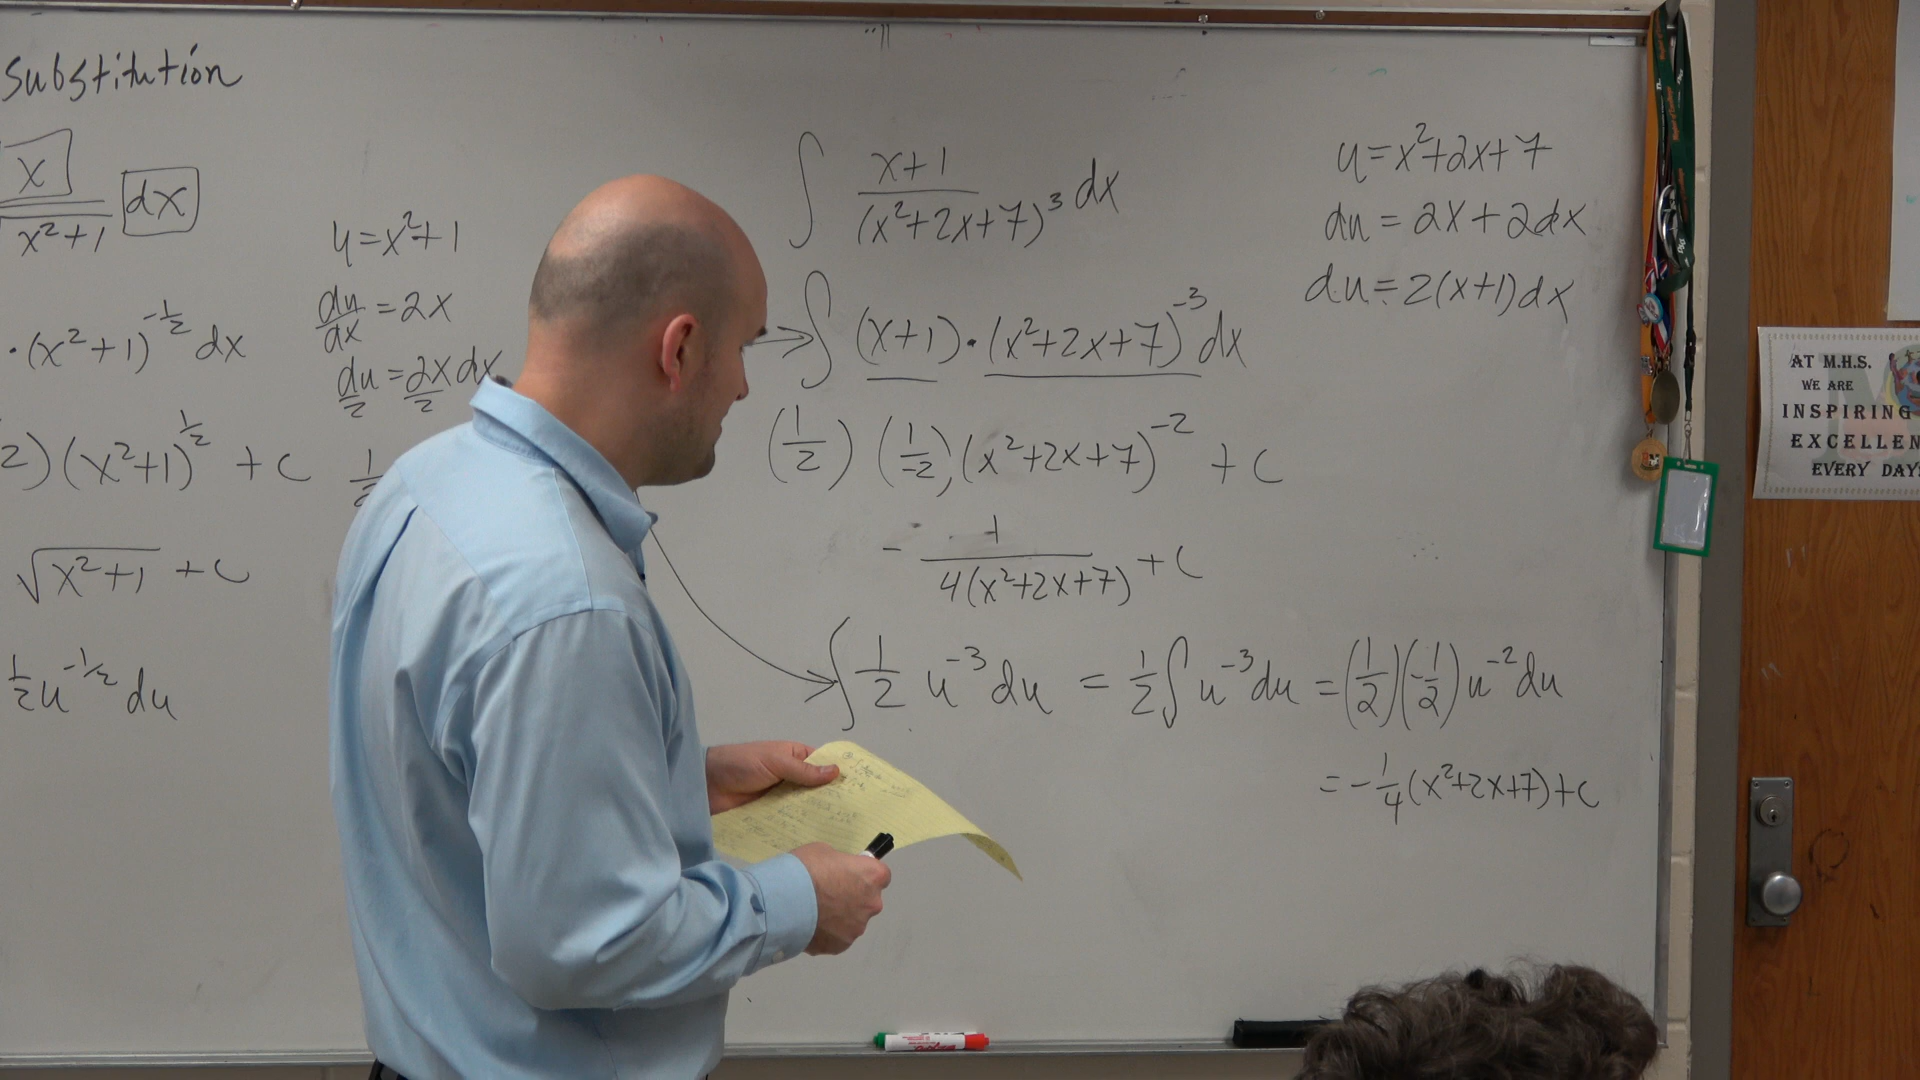 Substitution
x
x²+1
dx
·(x²+1)^-1/2 dx
2)(x²+1)^1/2 + c
√x²+1 + c
1/2 u^-1/2 du
u=x²+1
du/dx = 2x
du/2 = 2x dx/2
1/2
∫ x+1/(x²+2x+7)³ dx
∫ (x+1)·(x²+2x+7)^-3 dx
(1/2) (1/-2)(x²+2x+7)^-2 + c
- 1/4(x²+2x+7) + c
∫ 1/2 u^-3 du = 1/2 ∫ u^-3 du = (1/2)(-1/2) u^-2 du
= -1/4 (x²+2x+7)+c
u=x²+2x+7
du = 2x+2dx
du = 2(x+1)dx
AT M.H.S.
WE ARE
INSPIRING
EXCELLEN
EVERY DAY